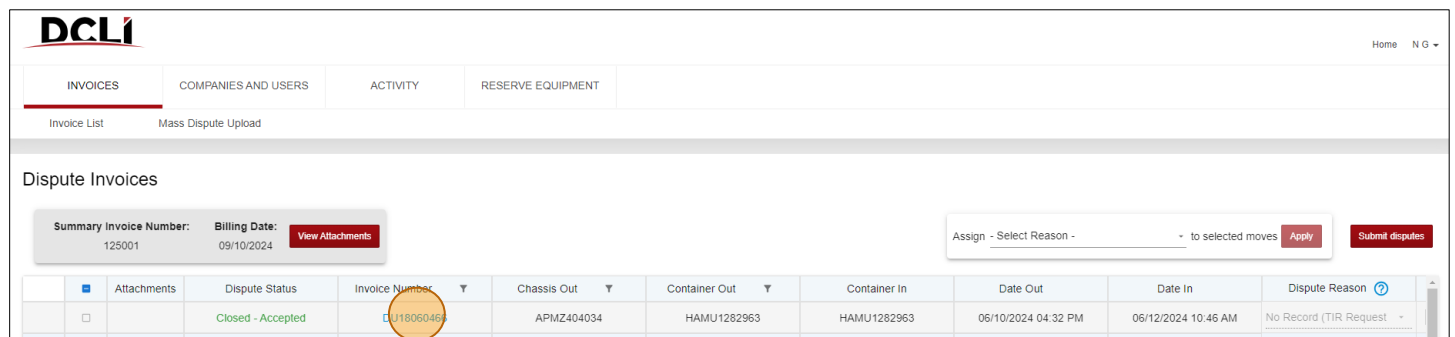 DCLI
Home N G
INVOICES COMPANIES AND USERS ACTIVITY RESERVE EQUIPMENT
Invoice List Mass Dispute Upload
Dispute Invoices
Summary Invoice Number: Billing Date: View Attachments
125001 09/10/2024
Assign - Select Reason - to selected moves Apply Submit disputes
Attachments Dispute Status Invoice Number Chassis Out Container Out Container In Date Out Date In Dispute Reason ?
Closed - Accepted DU18060466 APMZ404034 HAMU1282963 HAMU1282963 06/10/2024 04:32 PM 06/12/2024 10:46 AM No Record (TIR Request